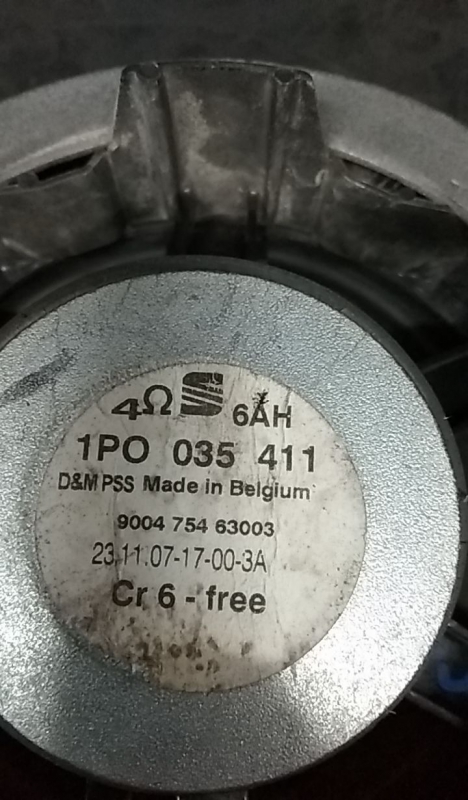 4Ω S 6AH
1PO 035 411
D&M PSS Made in Belgium
9004 754 63003
23.11.07-17-00-3A
Cr 6 - free